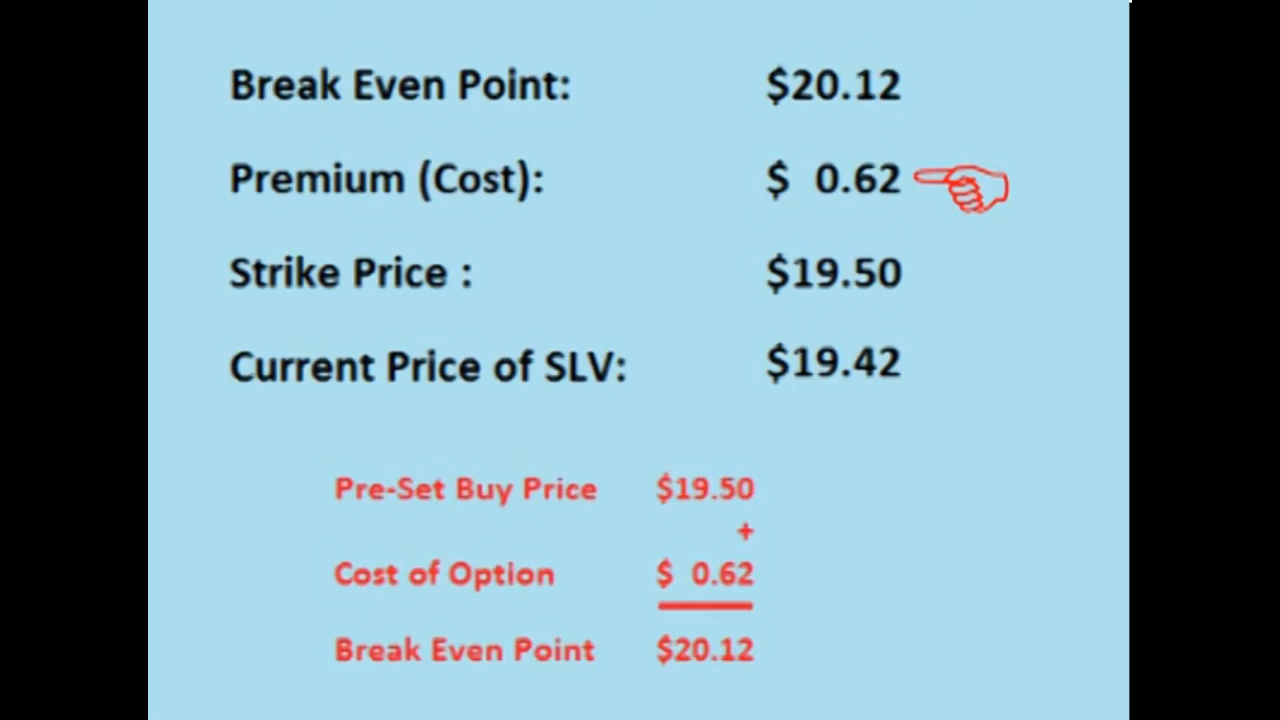 Break Even Point: $20.12
Premium (Cost): $ 0.62
Strike Price : $19.50
Current Price of SLV: $19.42
Pre-Set Buy Price $19.50
+
Cost of Option $ 0.62
Break Even Point $20.12